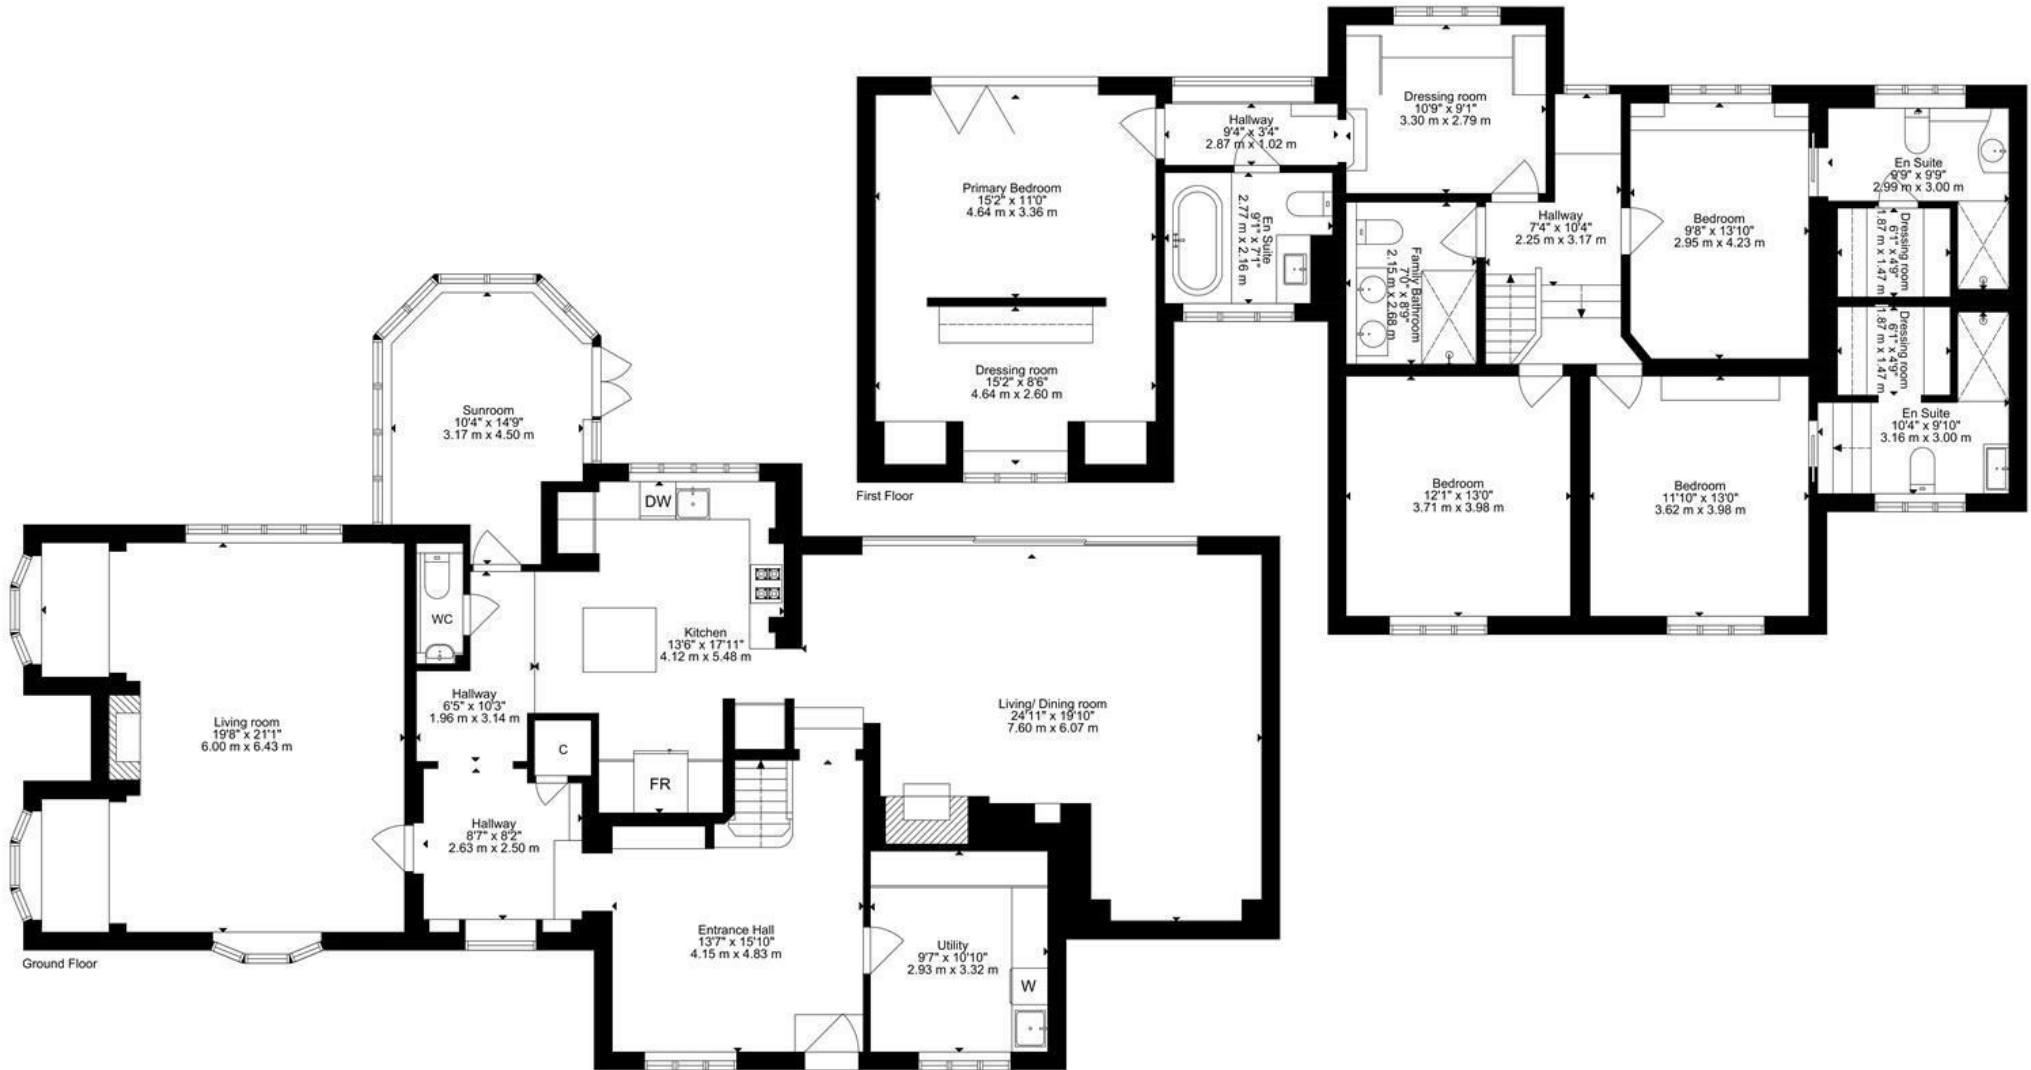 Dressing room
10'9" x 9'1"
3.30 m x 2.79 m
Hallway
9'4" x 3'4"
2.87 m x 1.02 m
Primary Bedroom
15'2" x 11'0"
4.64 m x 3.36 m
En Suite
9'1" x 7'1"
2.77 m x 2.16 m
Hallway
7'4" x 10'4"
2.25 m x 3.17 m
Bedroom
9'8" x 13'10"
2.95 m x 4.23 m
En Suite
9'9" x 9'9"
2.99 m x 3.00 m
Dressing room
6'1" x 4'9"
1.87 m x 1.47 m
Family Bathroom
7'0" x 8'9"
2.15 m x 2.68 m
Dressing room
6'1" x 4'9"
1.87 m x 1.47 m
Dressing room
15'2" x 8'6"
4.64 m x 2.60 m
En Suite
10'4" x 9'10"
3.16 m x 3.00 m
Bedroom
12'1" x 13'0"
3.71 m x 3.98 m
Bedroom
11'10" x 13'0"
3.62 m x 3.98 m
First Floor
Sunroom
10'4" x 14'9"
3.17 m x 4.50 m
DW
WC
Kitchen
13'6" x 17'11"
4.12 m x 5.48 m
Hallway
6'5" x 10'3"
1.96 m x 3.14 m
Living room
19'8" x 21'1"
6.00 m x 6.43 m
Living/ Dining room
24'11" x 19'10"
7.60 m x 6.07 m
C
FR
Hallway
8'7" x 8'2"
2.63 m x 2.50 m
Entrance Hall
13'7" x 15'10"
4.15 m x 4.83 m
Utility
9'7" x 10'10"
2.93 m x 3.32 m
W
Ground Floor